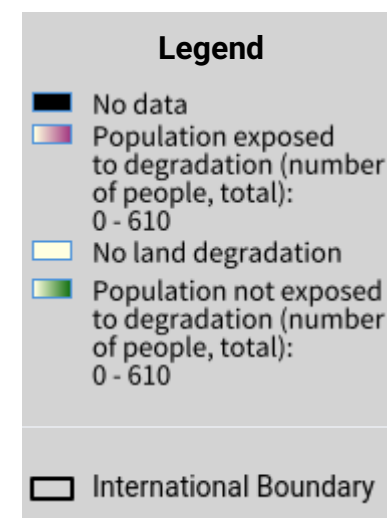 Legend
No data
Population exposed
to degradation (number
of people, total):
0 - 610
No land degradation
Population not exposed
to degradation (number
of people, total):
0 - 610
International Boundary